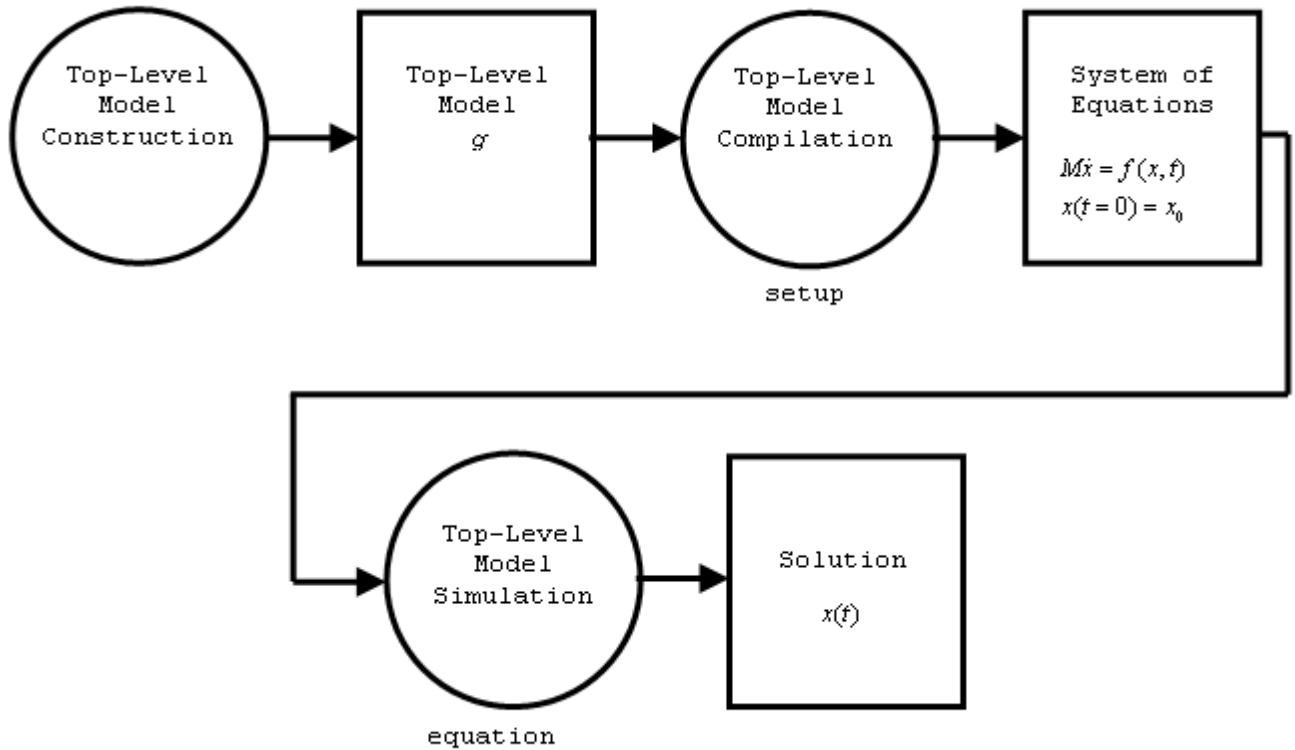 Top-Level
Model
Construction
Top-Level
Model
g
Top-Level
Model
Compilation
setup
System of
Equations
Mẋ = f(x,t)
x(t = 0) = x₀
Top-Level
Model
Simulation
equation
Solution
x(t)